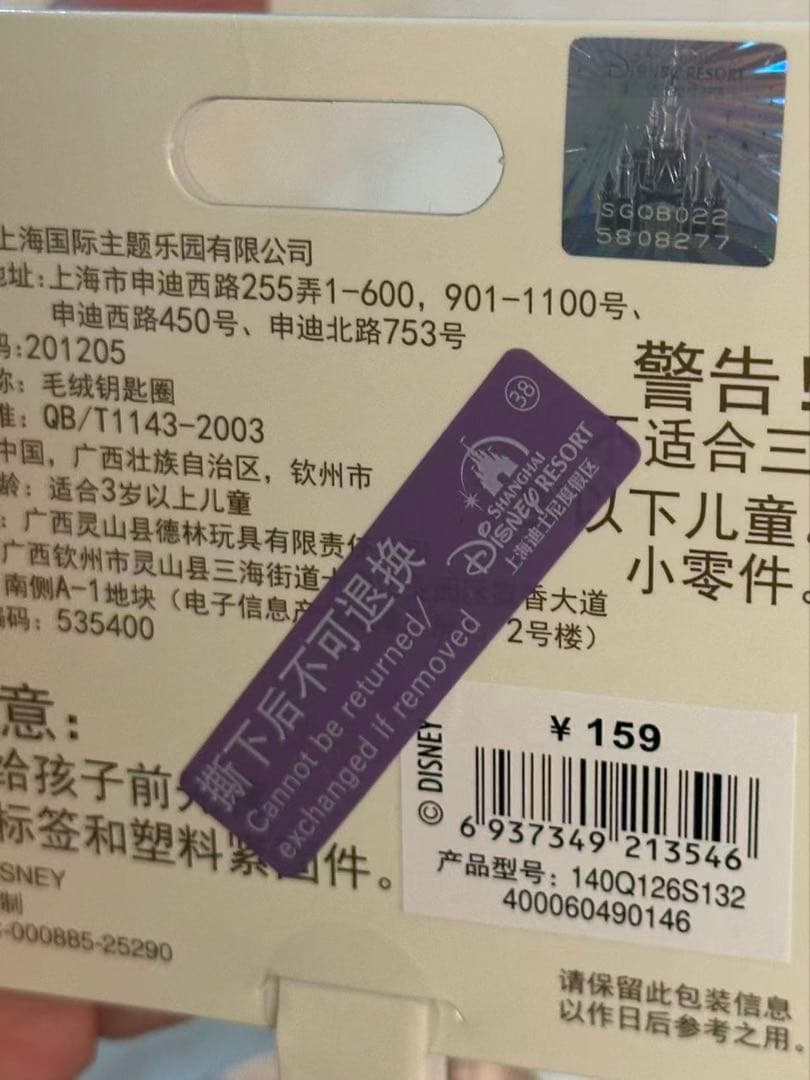 DISNEY RESORT
SGQB022
5808277
上海国际主题乐园有限公司
址:上海市申迪西路255弄1-600，901-1100号、
申迪西路450号、申迪北路753号
码:201205
称：毛绒钥匙圈
准：QB/T1143-2003
中国，广西壮族自治区，钦州市
龄：适合3岁以上儿童
：广西灵山县德林玩具有限责任
广西钦州市灵山县三海街道
南侧A-1地块（电子信息产
香大道
2号楼）
编码：535400
警告!
不适合三
以下儿童
小零件。
38
SHANGHAI
DISNEY RESORT
上海迪士尼度假区
撕下后不可退换
Cannot be returned/
exchanged if removed
意：
给孩子前
标签和塑料紧固件。
ISNEY
制
-000885-25290
© DISNEY
¥ 159
6 937349 213546
产品型号：140Q126S132
400060490146
请保留此包装信息
以作日后参考之用。